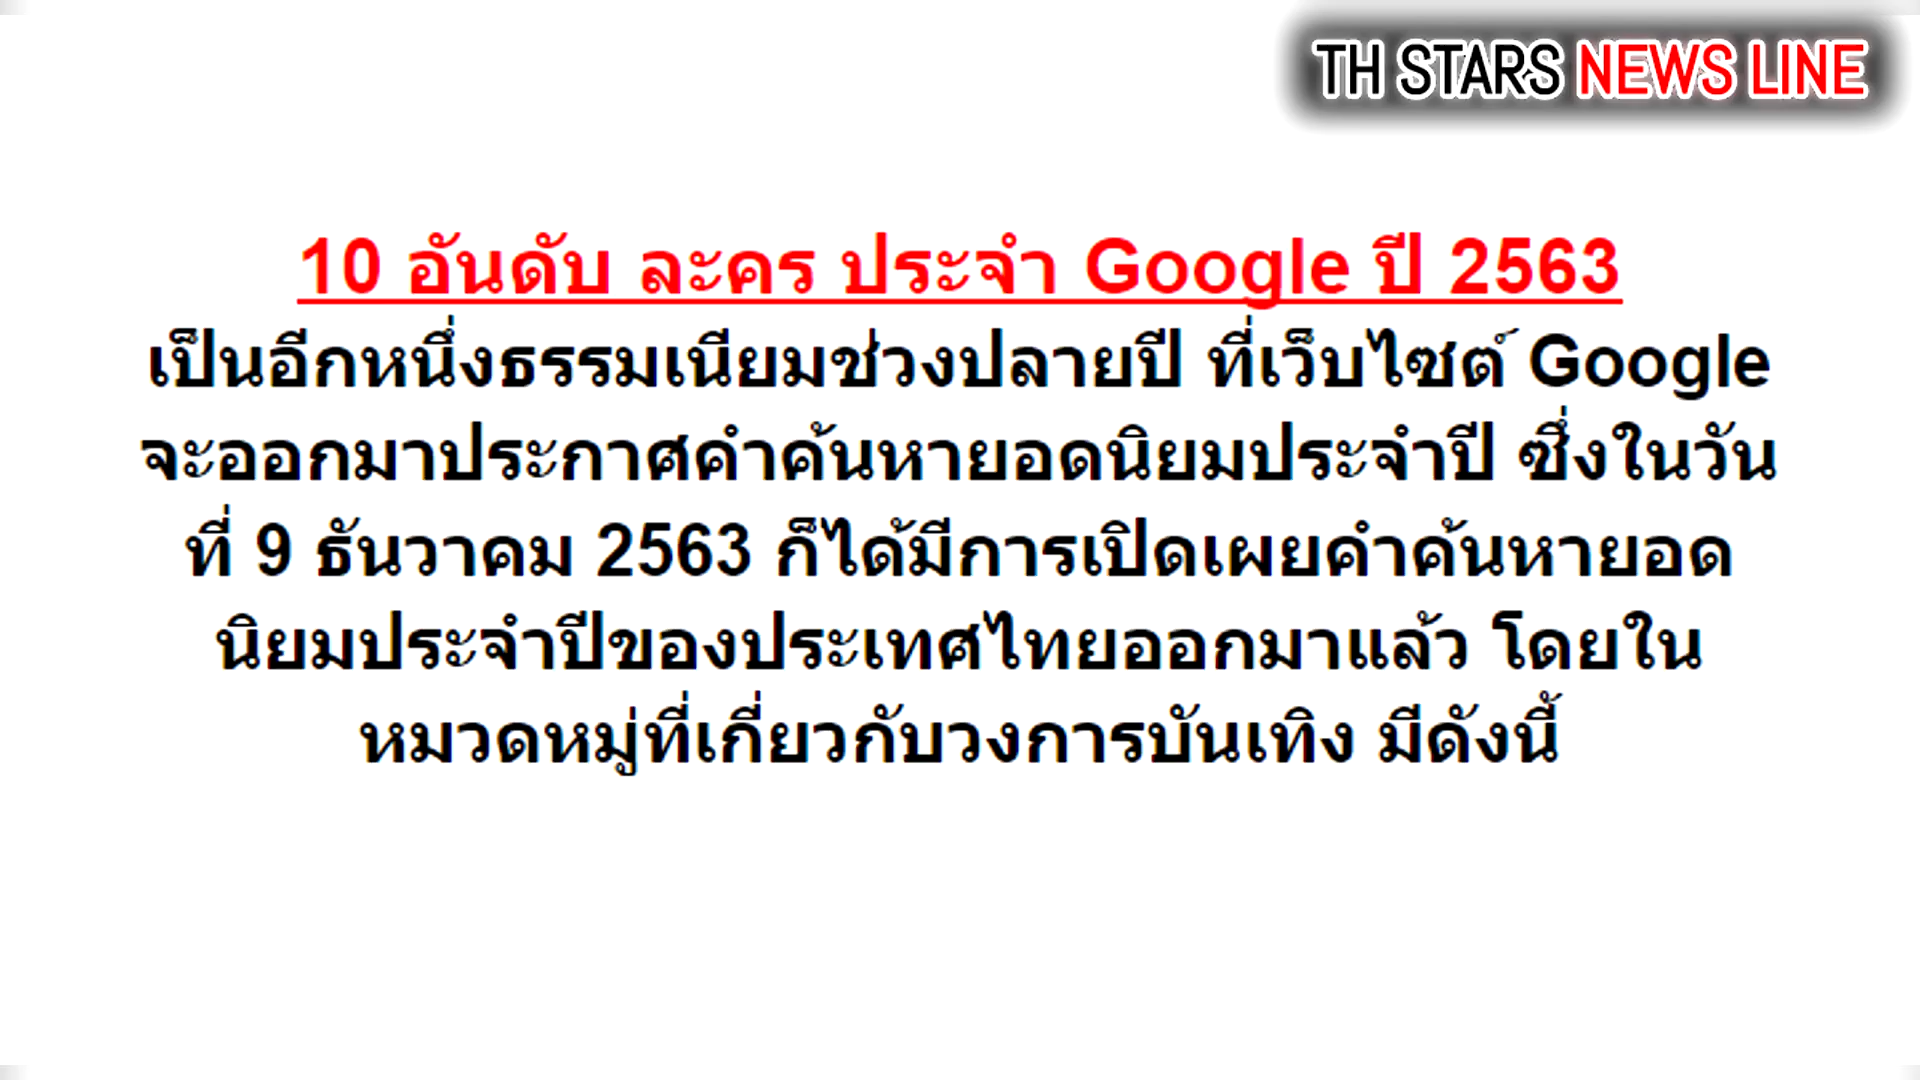 TH STARS NEWS LINE
10 อันดับ ละคร ประจำ Google ปี 2563
เป็นอีกหนึ่งธรรมเนียมช่วงปลายปี ที่เว็บไซต์ Google
จะออกมาประกาศคำค้นหายอดนิยมประจำปี ซึ่งในวัน
ที่ 9 ธันวาคม 2563 ก็ได้มีการเปิดเผยคำค้นหายอด
นิยมประจำปีของประเทศไทยออกมาแล้ว โดยใน
หมวดหมู่ที่เกี่ยวกับวงการบันเทิง มีดังนี้